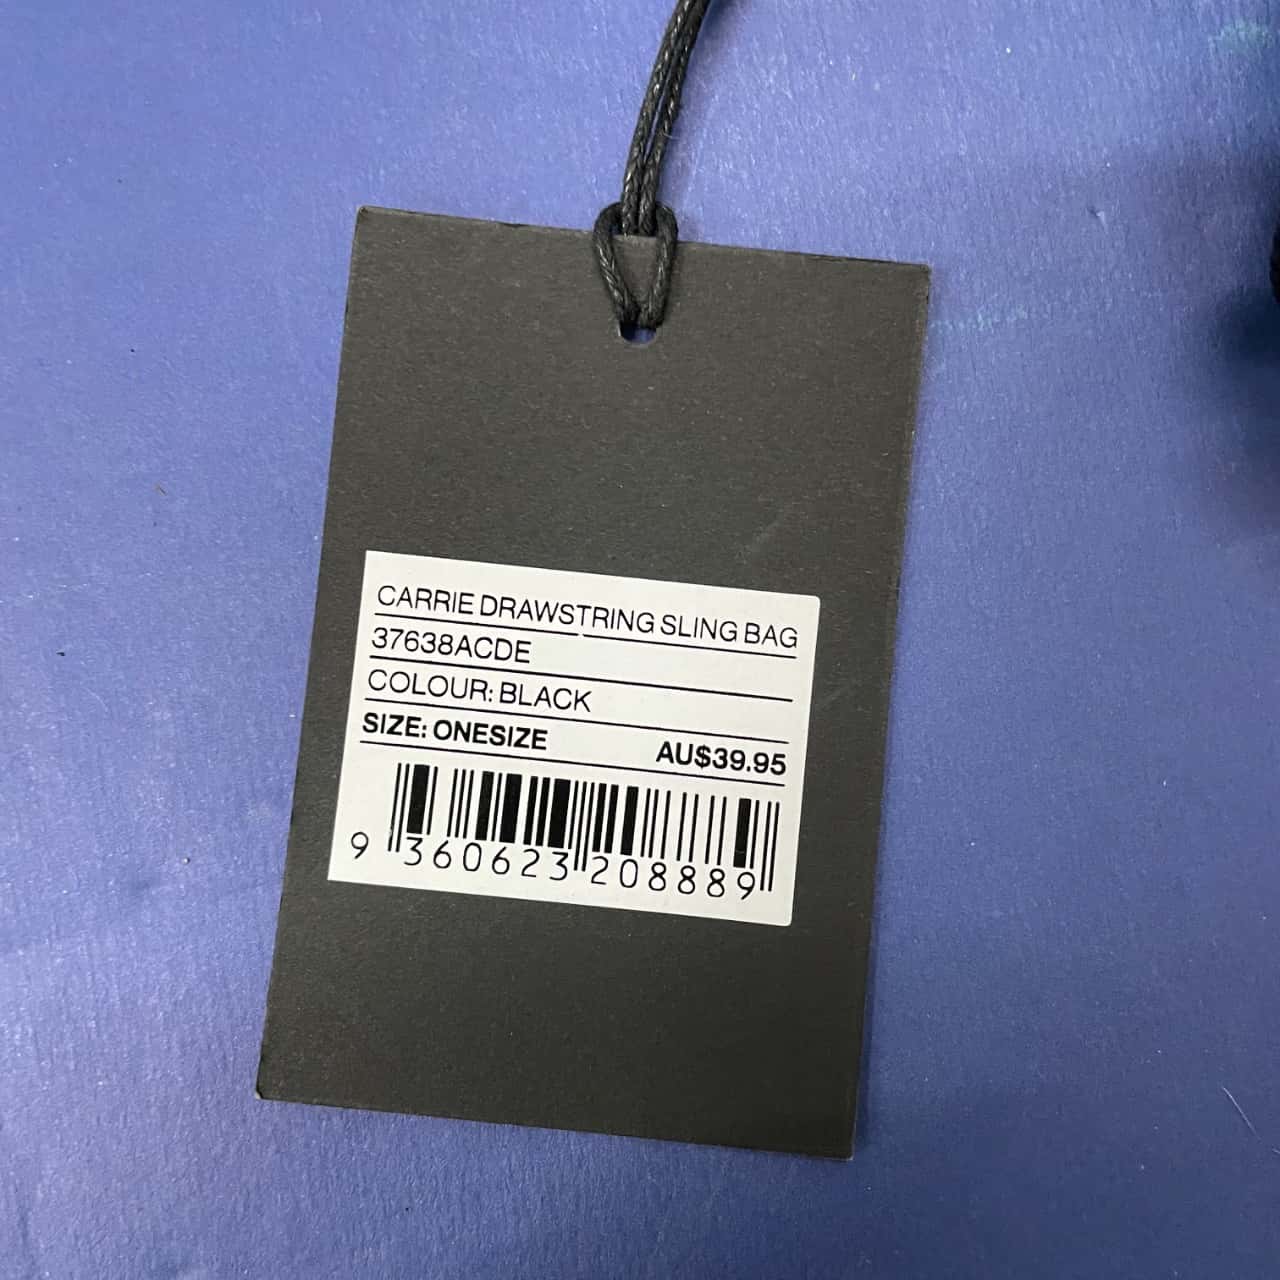 CARRIE DRAWSTRING SLING BAG
37638ACDE
COLOUR: BLACK
SIZE: ONESIZE AU$39.95
9 360623 208889